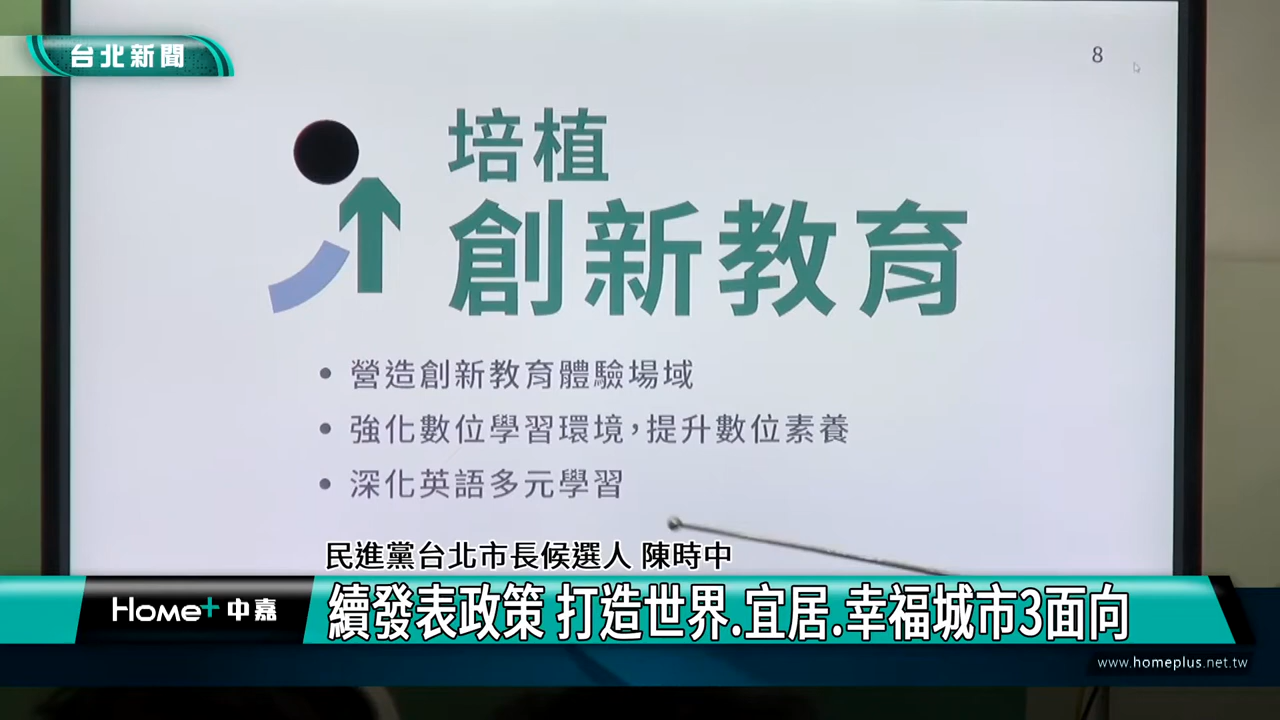 台北新聞
8
培植
創新教育
• 營造創新教育體驗場域
• 強化數位學習環境,提升數位素養
• 深化英語多元學習
民進黨台北市長候選人 陳時中
Home+中嘉
續發表政策 打造世界.宜居.幸福城市3面向
www.homeplus.net.tw